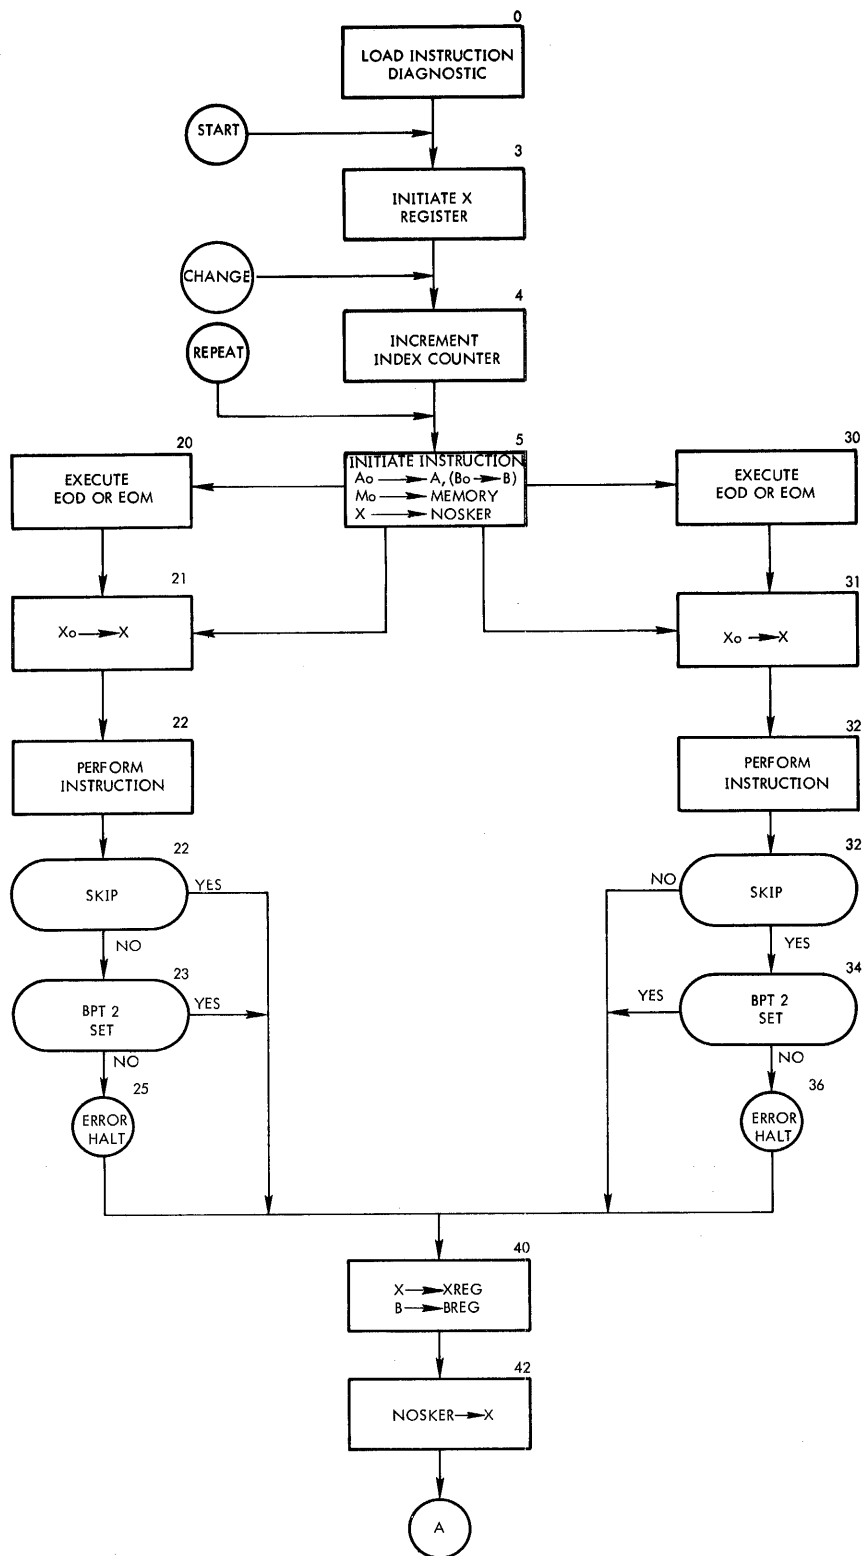 0
LOAD INSTRUCTION
DIAGNOSTIC
START
3
INITIATE X
REGISTER
CHANGE
4
INCREMENT
INDEX COUNTER
REPEAT
5
INITIATE INSTRUCTION
Ao → A, (Bo → B)
Mo → MEMORY
X → NOSKER
20
EXECUTE
EOD OR EOM
30
EXECUTE
EOD OR EOM
21
Xo → X
31
Xo → X
22
PERFORM
INSTRUCTION
32
PERFORM
INSTRUCTION
22
SKIP
YES
NO
32
SKIP
NO
YES
23
BPT 2
SET
YES
NO
34
BPT 2
SET
YES
NO
25
ERROR
HALT
36
ERROR
HALT
40
X → XREG
B → BREG
42
NOSKER → X
A